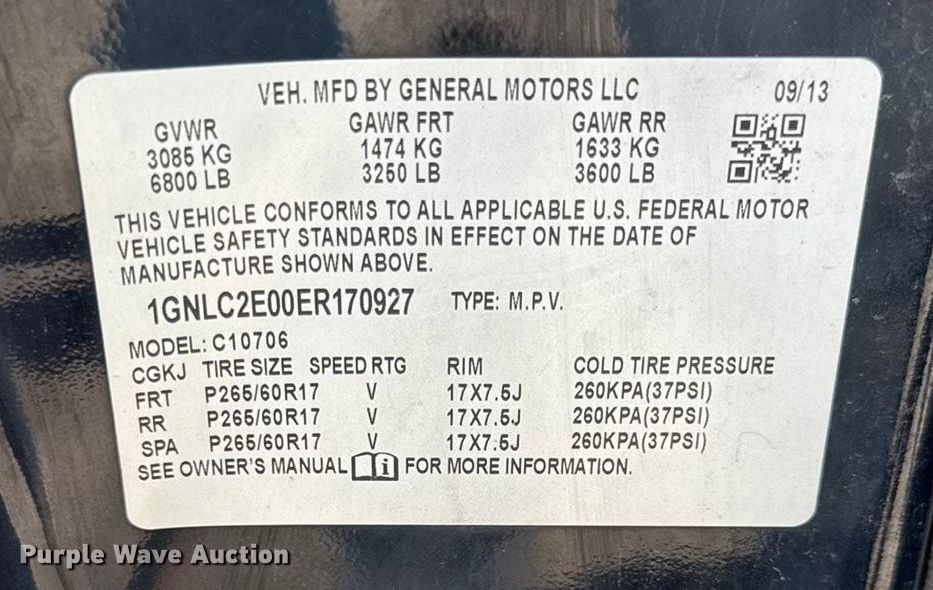 VEH. MFD BY GENERAL MOTORS LLC 09/13
GVWR GAWR FRT GAWR RR
3085 KG 1474 KG 1633 KG
6800 LB 3250 LB 3600 LB
THIS VEHICLE CONFORMS TO ALL APPLICABLE U.S. FEDERAL MOTOR
VEHICLE SAFETY STANDARDS IN EFFECT ON THE DATE OF
MANUFACTURE SHOWN ABOVE.
1GNLC2E00ER170927 TYPE: M.P.V.
MODEL: C10706
CGKJ TIRE SIZE SPEED RTG RIM COLD TIRE PRESSURE
FRT P265/60R17 V 17X7.5J 260KPA(37PSI)
RR P265/60R17 V 17X7.5J 260KPA(37PSI)
SPA P265/60R17 V 17X7.5J 260KPA(37PSI)
SEE OWNER'S MANUAL i FOR MORE INFORMATION.
Purple Wave Auction